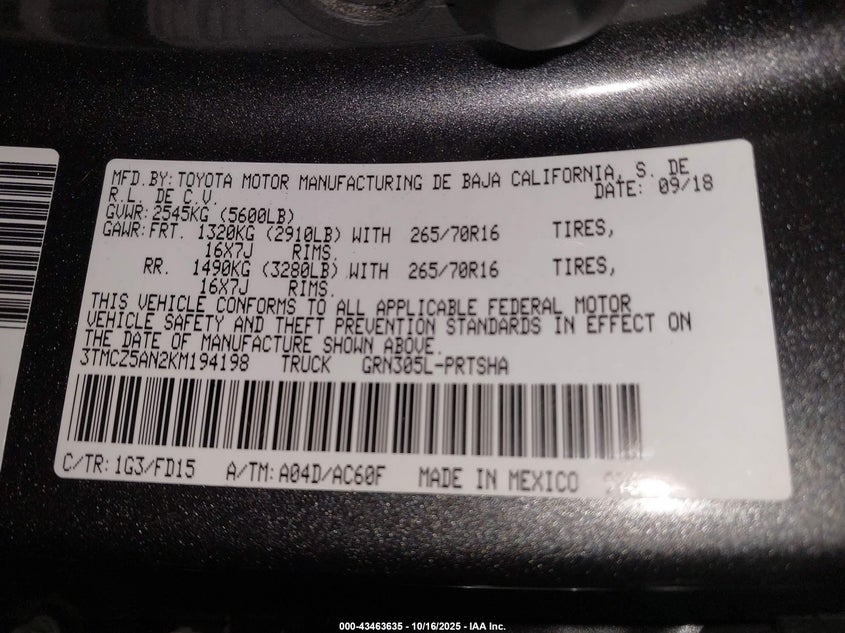 MFD.BY:TOYOTA MOTOR MANUFACTURING DE BAJA CALIFORNIA, S. DE
R.L. DE C.V. DATE: 09/18
GVWR:2545KG (5600LB)
GAWR:FRT. 1320KG (2910LB) WITH 265/70R16 TIRES,
16X7J RIMS.
RR. 1490KG (3280LB) WITH 265/70R16 TIRES,
16X7J RIMS.
THIS VEHICLE CONFORMS TO ALL APPLICABLE FEDERAL MOTOR
VEHICLE SAFETY AND THEFT PREVENTION STANDARDS IN EFFECT ON
THE DATE OF MANUFACTURE SHOWN ABOVE.
3TMCZ5AN2KM194198 TRUCK GRN305L-PRTSHA
C/TR:1G3/FD15 A/TM:A04D/AC60F MADE IN MEXICO
000-43463635 - 10/16/2025 - IAA Inc.